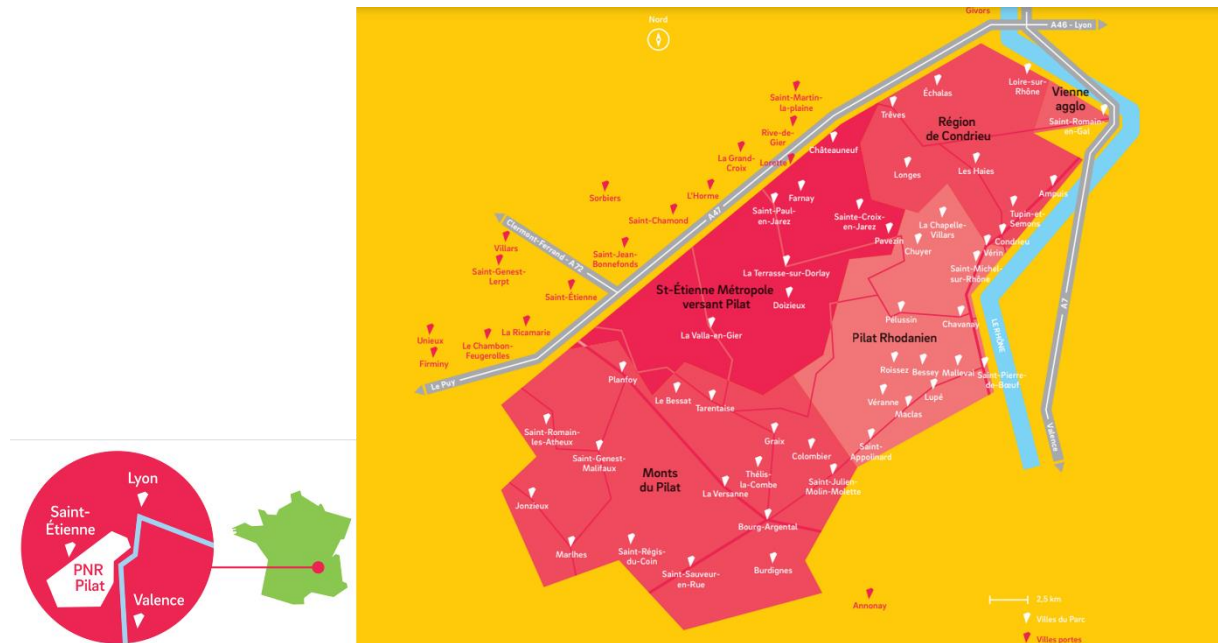 Nord
Givors
A46 - Lyon
Loire-sur-
Rhône
Échalas
Vienne
agglo
Saint-Martin-
la-plaine
Trêves
Saint-Romain
en-Gal
Région
de Condrieu
Rive-de-
Gier
Châteauneuf
La Grand-
Croix
Lorette
Longes
Les Haies
Ampuis
Sorbiers
L'Horme
A47
Farnay
Saint-Paul-
en-Jarez
Sainte-Croix-
en-Jarez
Tupin-et-
Semons
Saint-Chamond
La Chapelle-
Villars
Pavezin
Condrieu
Clermont-Ferrand - A72
Villars
Saint-Jean-
Bonnefonds
Chuyer
Vérin
Saint-Genest-
Lerpt
La Terrasse-sur-Dorlay
Saint-Michel-
sur-Rhône
A7
Saint-Étienne
St-Étienne Métropole
versant Pilat
Doizieux
Pélussin
Chavanay
LE RHÔNE
La Ricamarie
La Valla-en-Gier
Pilat Rhodanien
Unieux
Le Chambon-
Feugerolles
Firminy
Roissez
Bessey
Mallevai
Saint-Pierre-
de-Bœuf
Le Puy
Planfoy
Le Bessat
Tarentaise
Véranne
Maclas
Lupé
Valence
Saint-Romain-
les-Atheux
Graix
Colombier
Saint-
Appolinard
Saint-Genest-
Malifaux
Thélis-
la-Combe
Monts
du Pilat
La Versanne
Saint-Julien-
Molin-Molette
Jonzieux
Bourg-Argental
Marlhes
Saint-Régis-
du-Coin
Saint-Sauveur-
en-Rue
Burdignes
Annonay
2,5 km
Villes du Parc
Villes portes
Lyon
Saint-
Étienne
PNR
Pilat
Valence